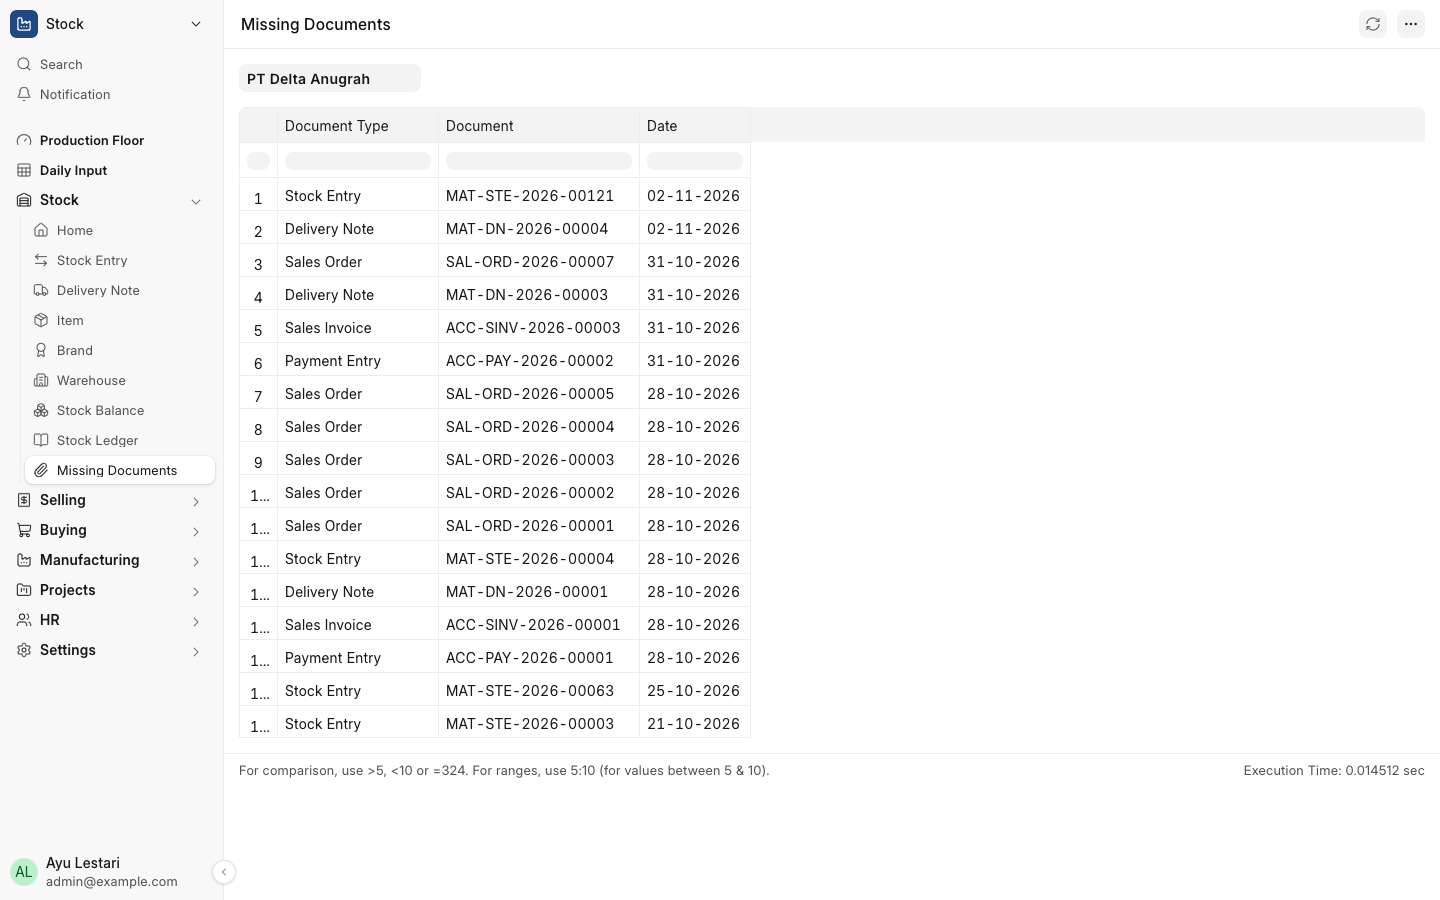 Stock
Search
Notification
Production Floor
Daily Input
Stock
Home
Stock Entry
Delivery Note
Item
Brand
Warehouse
Stock Balance
Stock Ledger
Missing Documents
Selling
Buying
Manufacturing
Projects
HR
Settings
AL
Ayu Lestari
admin@example.com
Missing Documents
PT Delta Anugrah
Document Type Document Date
1 Stock Entry MAT-STE-2026-00121 02-11-2026
2 Delivery Note MAT-DN-2026-00004 02-11-2026
3 Sales Order SAL-ORD-2026-00007 31-10-2026
4 Delivery Note MAT-DN-2026-00003 31-10-2026
5 Sales Invoice ACC-SINV-2026-00003 31-10-2026
6 Payment Entry ACC-PAY-2026-00002 31-10-2026
7 Sales Order SAL-ORD-2026-00005 28-10-2026
8 Sales Order SAL-ORD-2026-00004 28-10-2026
9 Sales Order SAL-ORD-2026-00003 28-10-2026
1... Sales Order SAL-ORD-2026-00002 28-10-2026
1... Sales Order SAL-ORD-2026-00001 28-10-2026
1... Stock Entry MAT-STE-2026-00004 28-10-2026
1... Delivery Note MAT-DN-2026-00001 28-10-2026
1... Sales Invoice ACC-SINV-2026-00001 28-10-2026
1... Payment Entry ACC-PAY-2026-00001 28-10-2026
1... Stock Entry MAT-STE-2026-00063 25-10-2026
1... Stock Entry MAT-STE-2026-00003 21-10-2026
For comparison, use >5, <10 or =324. For ranges, use 5:10 (for values between 5 & 10).
Execution Time: 0.014512 sec